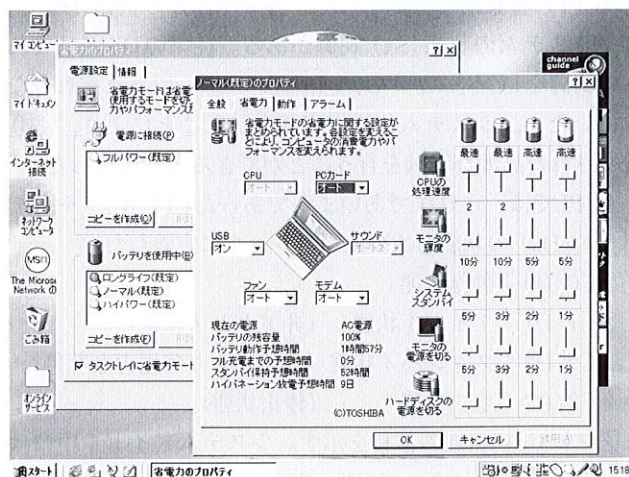 マイ コンピュータ
マイ ドキュメント
インターネット
接続
ネットワーク
コンピュータ
The Microsof
Network の
ごみ箱
オンライン
サービス
channel
guide
省電力のプロパティ
電源設定
情報
電源に接続(P)
フルパワー(既定)
コピーを作成(C)
バッテリを使用中(B)
ロングライフ(既定)
ノーマル(既定)
ハイパワー(既定)
コピーを作成(E)
タスクトレイに省電力モート
ノーマル(既定)のプロパティ
全般
省電力
動作
アラーム
省電力モードの省電力に関する設定が
まとめられています。各設定を変えるこ
とにより、コンピュータの消費電力やパ
フォーマンスを変えられます。
CPU
オート
PCカード
オート
USB
オン
サウンド
オート2
ファン
オート
モデム
オート
現在の電源 AC電源
バッテリの残容量 100%
バッテリ動作予想時間 1時間57分
フル充電までの予想時間 0分
スタンバイ保持予想時間 52時間
ハイバネーション放電予想時間 9日
(C)TOSHIBA
最速 最速 高速 高速
CPUの
処理速度
2 2 1 1
モニタの
輝度
10分 10分 5分 5分
システム
スタンバイ
5分 3分 2分 1分
モニタの
電源を切る
5分 3分 2分 1分
ハードディスクの
電源を切る
OK
キャンセル
適用(A)
スタート
省電力のプロパティ
15:18